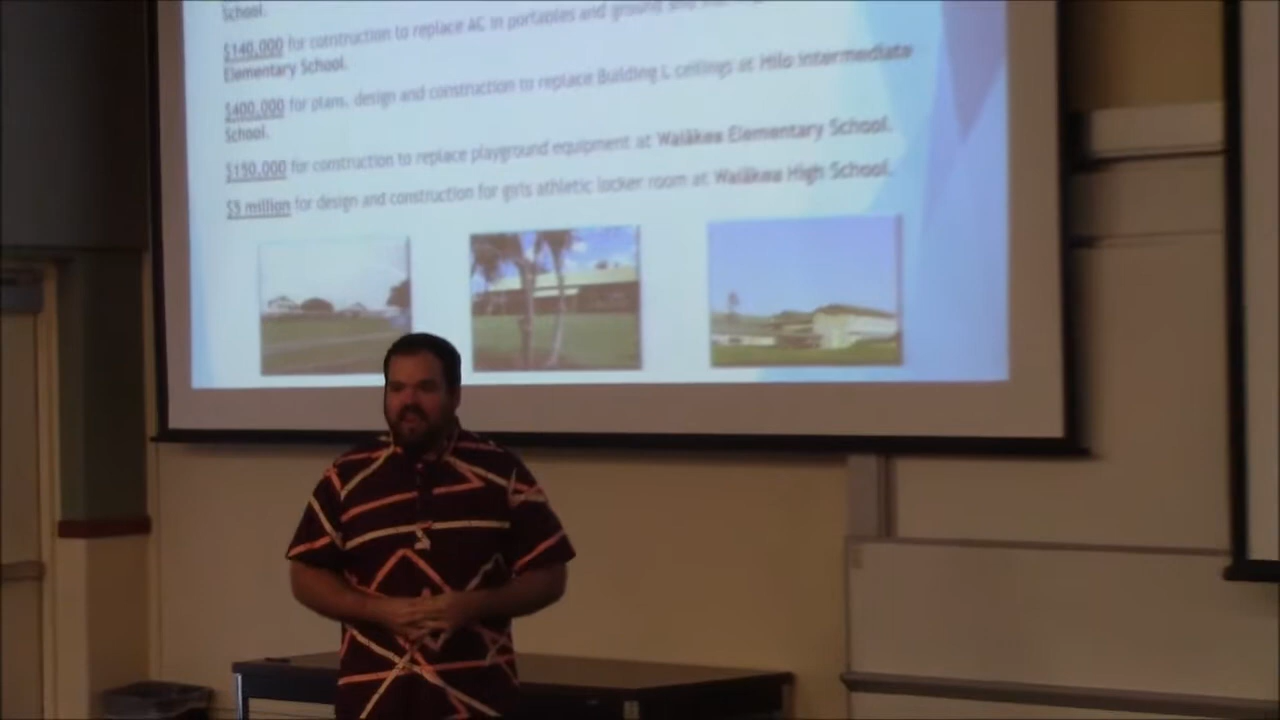 School.
$140,000 for construction to replace AC in portables and ground
Elementary School.
$400,000 for plans, design and construction to replace Building L ceilings at Hilo Intermediate
School.
$150,000 for construction to replace playground equipment at Waiākea Elementary School.
$3 million for design and construction for girls athletic locker room at Waiākea High School.